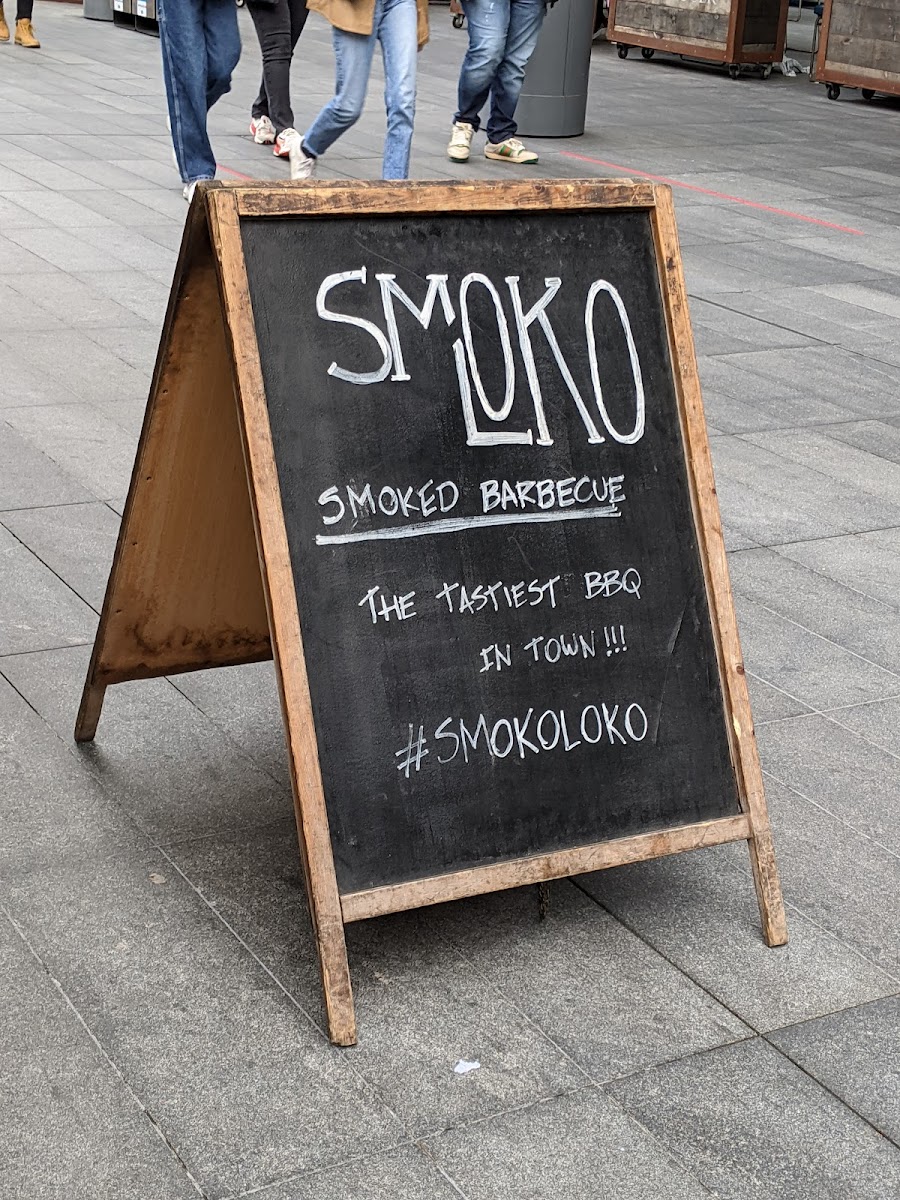 SMOKO
LOKO
SMOKED BARBECUE
THE TASTIEST BBQ
IN TOWN!!!
#SMOKOLOKO